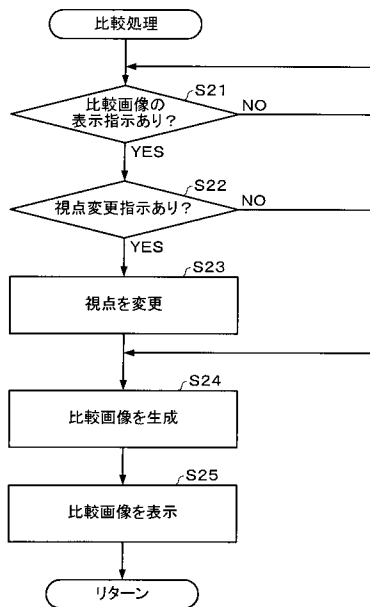 比較処理
S21
比較画像の
表示指示あり？
NO
YES
S22
視点変更指示あり？
NO
YES
S23
視点を変更
S24
比較画像を生成
S25
比較画像を表示
リターン